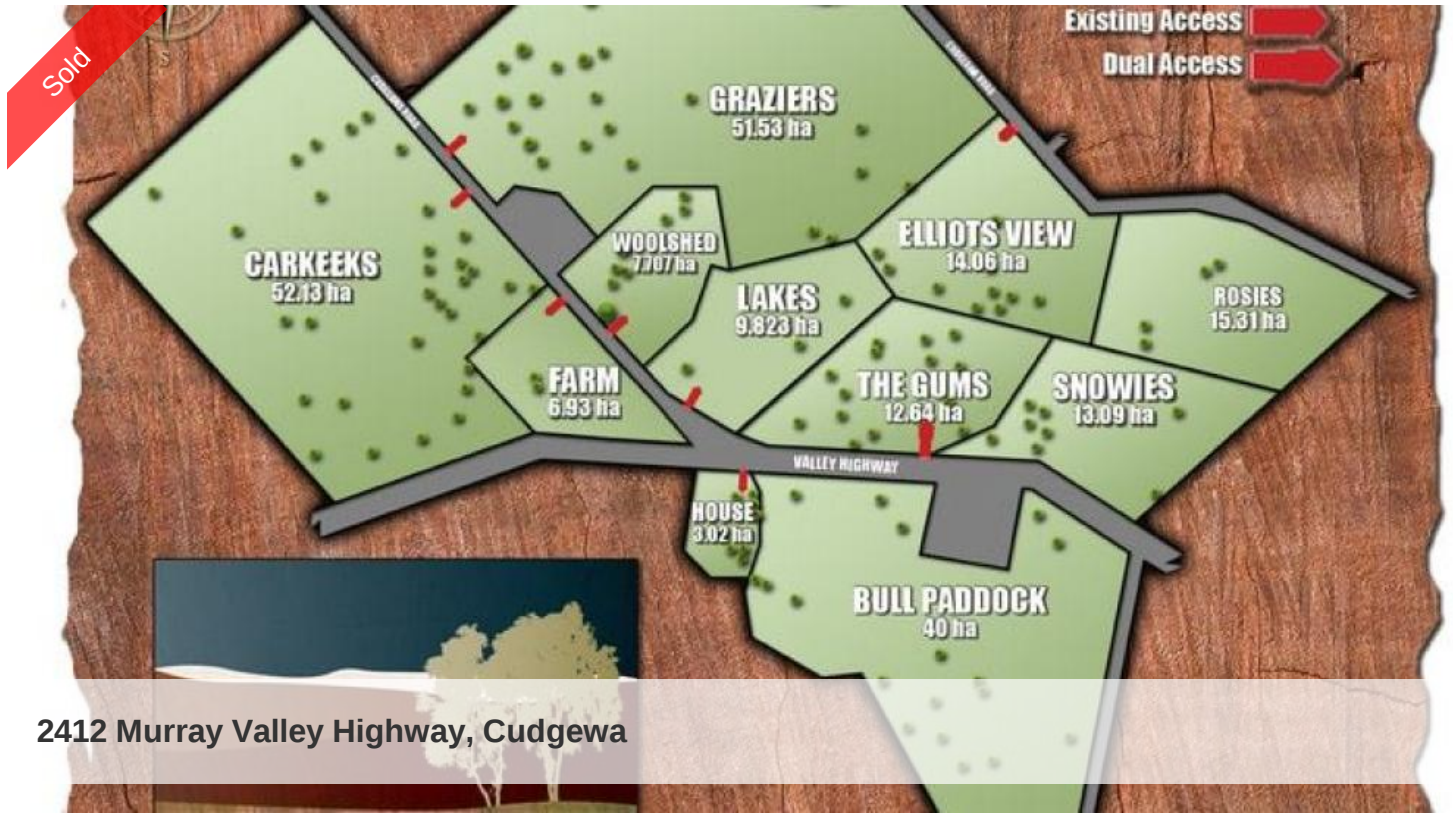 Sold
Existing Access
Dual Access
S
GRAZIERS
51.53 ha
CARKEEKS
52.13 ha
WOOLSHED
7.707 ha
ELLIOTS VIEW
14.06 ha
LAKES
9.823 ha
ROSIES
15.31 ha
FARM
6.93 ha
THE GUMS
12.64 ha
SNOWIES
13.09 ha
VALLEY HIGHWAY
HOUSE
3.02 ha
BULL PADDOCK
40 ha
2412 Murray Valley Highway, Cudgewa